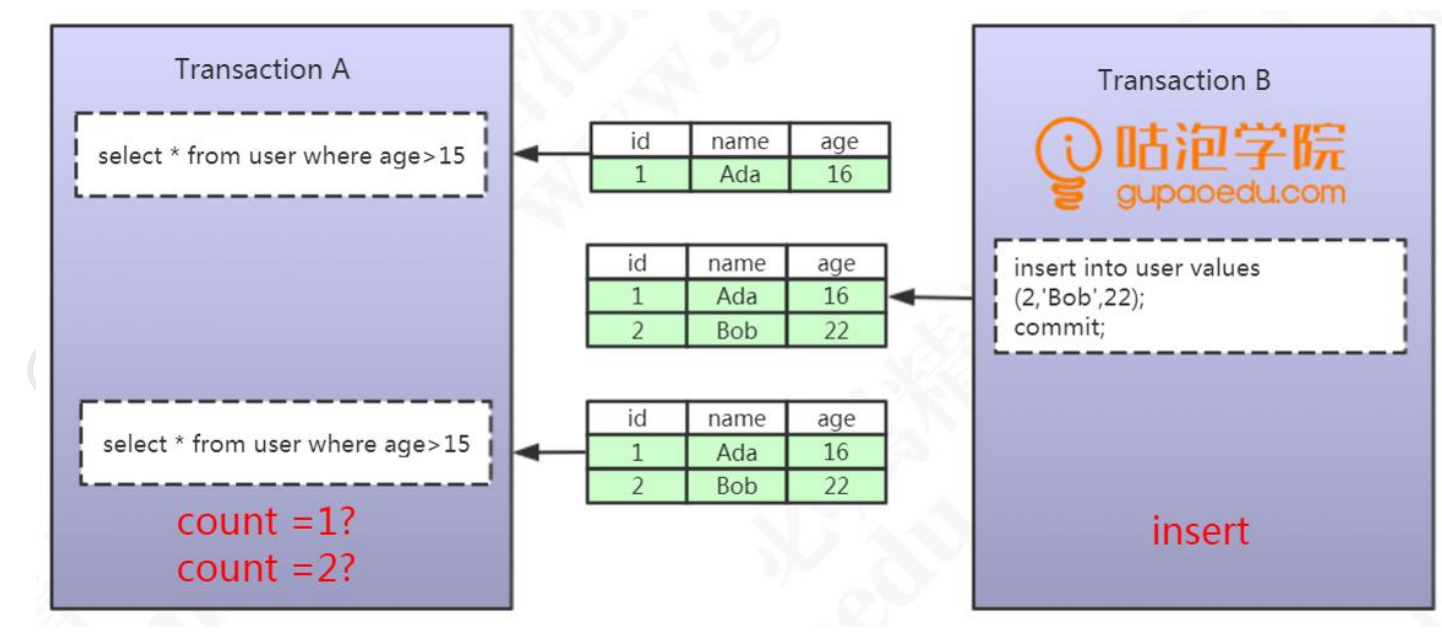 Transaction A
select * from user where age>15
id name age
1 Ada 16
Transaction B
咕泡学院
gupaoedu.com
id name age
1 Ada 16
2 Bob 22
insert into user values
(2,'Bob',22);
commit;
select * from user where age>15
id name age
1 Ada 16
2 Bob 22
count =1?
count =2?
insert